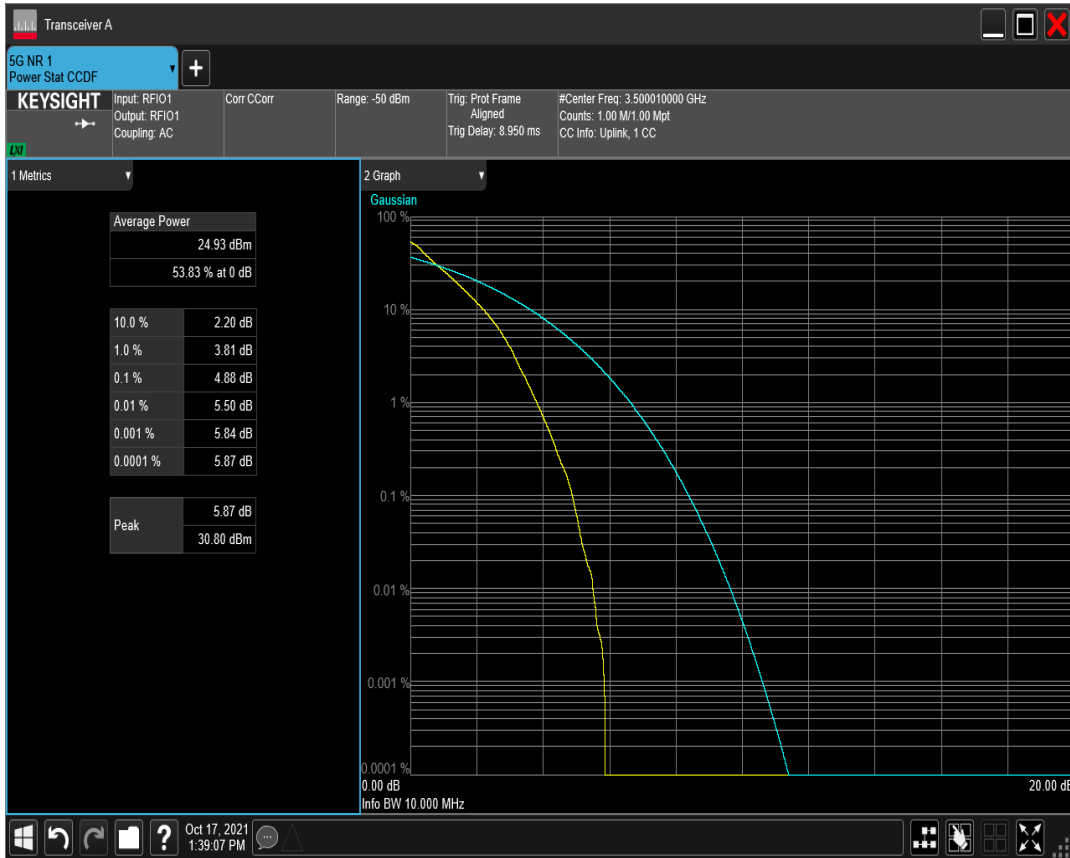 Transceiver A
5G NR 1
Power Stat CCDF
+
KEYSIGHT
LXI
Input: RFIO1
Output: RFIO1
Coupling: AC
Corr CCorr
Range: -50 dBm
Trig: Prot Frame
Aligned
Trig Delay: 8.950 ms
#Center Freq: 3.500010000 GHz
Counts: 1.00 M/1.00 Mpt
CC Info: Uplink, 1 CC
1 Metrics
Average Power
24.93 dBm
53.83 % at 0 dB
10.0 % 2.20 dB
1.0 % 3.81 dB
0.1 % 4.88 dB
0.01 % 5.50 dB
0.001 % 5.84 dB
0.0001 % 5.87 dB
Peak
5.87 dB
30.80 dBm
2 Graph
Gaussian
100 %
10 %
1 %
0.1 %
0.01 %
0.001 %
0.0001 %
0.00 dB 20.00 dB
Info BW 10.000 MHz
?
Oct 17, 2021
1:39:07 PM